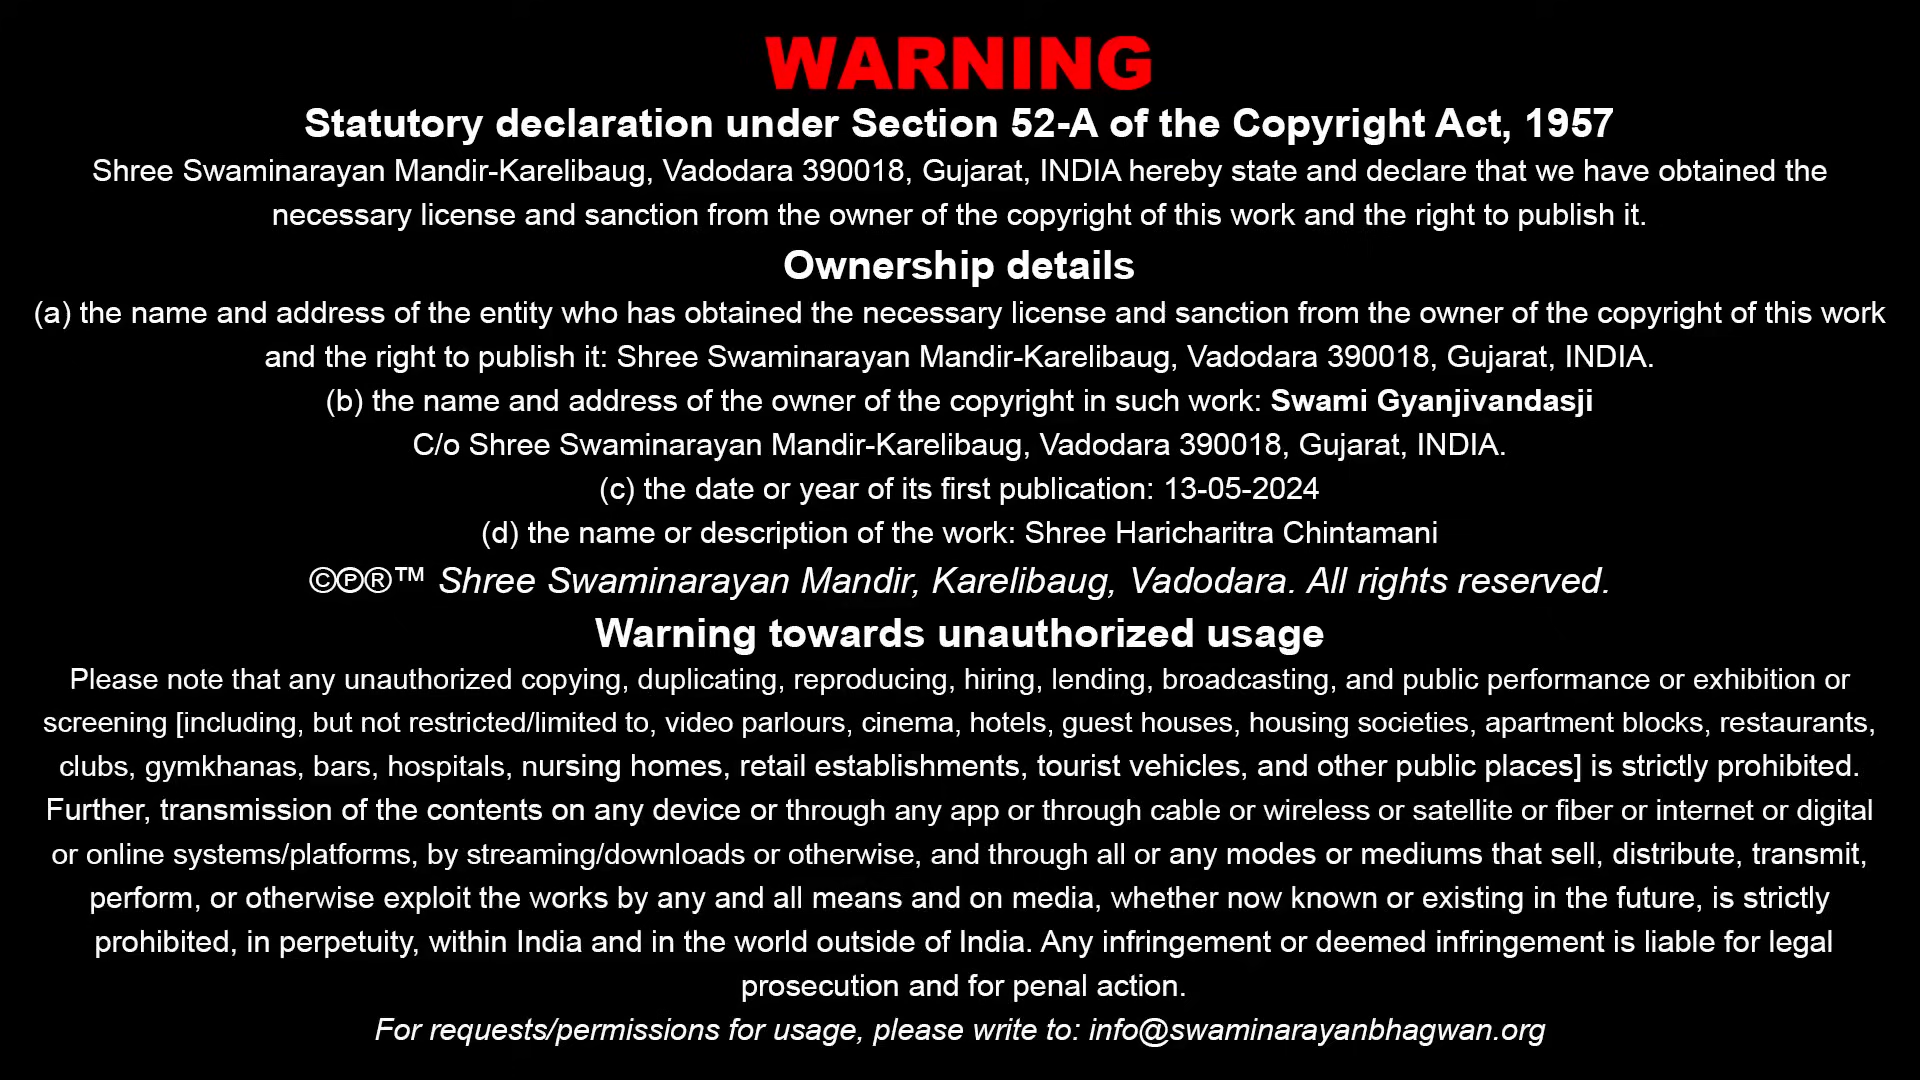 WARNING
Statutory declaration under Section 52-A of the Copyright Act, 1957
Shree Swaminarayan Mandir-Karelibaug, Vadodara 390018, Gujarat, INDIA hereby state and declare that we have obtained the
necessary license and sanction from the owner of the copyright of this work and the right to publish it.
Ownership details
(a) the name and address of the entity who has obtained the necessary license and sanction from the owner of the copyright of this work
and the right to publish it: Shree Swaminarayan Mandir-Karelibaug, Vadodara 390018, Gujarat, INDIA.
(b) the name and address of the owner of the copyright in such work: Swami Gyanjivandasji
C/o Shree Swaminarayan Mandir-Karelibaug, Vadodara 390018, Gujarat, INDIA.
(c) the date or year of its first publication: 13-05-2024
(d) the name or description of the work: Shree Haricharitra Chintamani
©℗®™ Shree Swaminarayan Mandir, Karelibaug, Vadodara. All rights reserved.
Warning towards unauthorized usage
Please note that any unauthorized copying, duplicating, reproducing, hiring, lending, broadcasting, and public performance or exhibition or
screening [including, but not restricted/limited to, video parlours, cinema, hotels, guest houses, housing societies, apartment blocks, restaurants,
clubs, gymkhanas, bars, hospitals, nursing homes, retail establishments, tourist vehicles, and other public places] is strictly prohibited.
Further, transmission of the contents on any device or through any app or through cable or wireless or satellite or fiber or internet or digital
or online systems/platforms, by streaming/downloads or otherwise, and through all or any modes or mediums that sell, distribute, transmit,
perform, or otherwise exploit the works by any and all means and on media, whether now known or existing in the future, is strictly
prohibited, in perpetuity, within India and in the world outside of India. Any infringement or deemed infringement is liable for legal
prosecution and for penal action.
For requests/permissions for usage, please write to: info@swaminarayanbhagwan.org